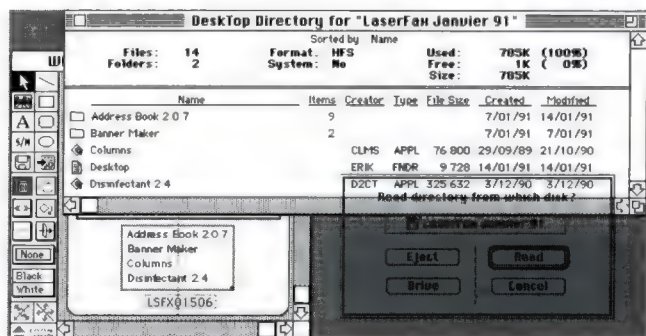 DeskTop Directory for "LaserFax Janvier 91"
Sorted by Name
Files: 14 Format. HFS Used: 785K (100%)
Folders: 2 System: No Free: 1K ( 0%)
Size: 785K
Name Items Creator Type File Size Created Modified
Address Book 2 0 7 9 7/01/91 14/01/91
Banner Maker 2 7/01/91 7/01/91
Columns CLMS APPL 76 800 29/09/89 21/10/90
Desktop ERIK FNDR 9 728 14/01/91 14/01/91
Disinfectant 2 4 D2CT APPL 325 632 3/12/90 3/12/90
Read directory from which disk?
LaserFax Janvier 91
Eject Read
Drive Cancel
A
S/M
None
Black
White
Address Book 2 0 7
Banner Maker
Columns
Disinfectant 2 4
LSFX01506